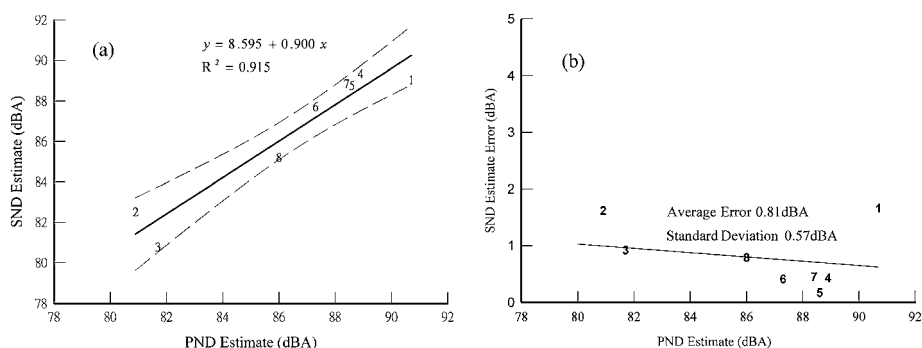 (a)
y = 8.595 + 0.900 x
R² = 0.915
SND Estimate (dBA)
92
90
88
86
84
82
80
78
2
3
8
6
7 5
4
1
78 80 82 84 86 88 90 92
PND Estimate (dBA)
(b)
SND Estimate Error (dBA)
5
4
3
2
1
0
2
1
Average Error 0.81dBA
Standard Deviation 0.57dBA
3
8
6
7
4
5
78 80 82 84 86 88 90 92
PND Estimate (dBA)